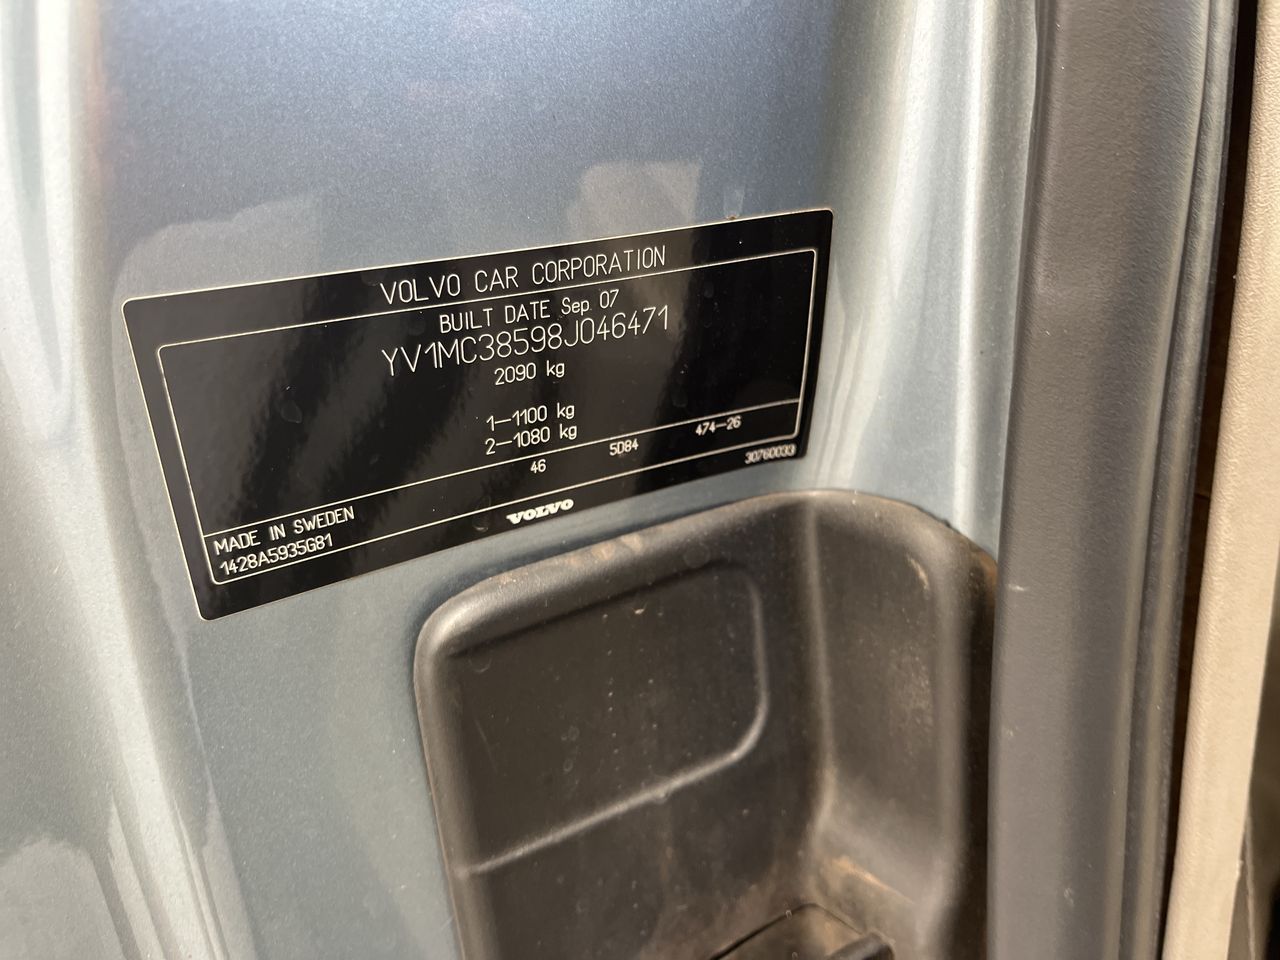 VOLVO CAR CORPORATION
BUILT DATE Sep. 07
YV1MC38598J046471
2090 kg
1-1100 kg
2-1080 kg
46 5D84 474-26
MADE IN SWEDEN
1428A5935G81
30760033
VOLVO